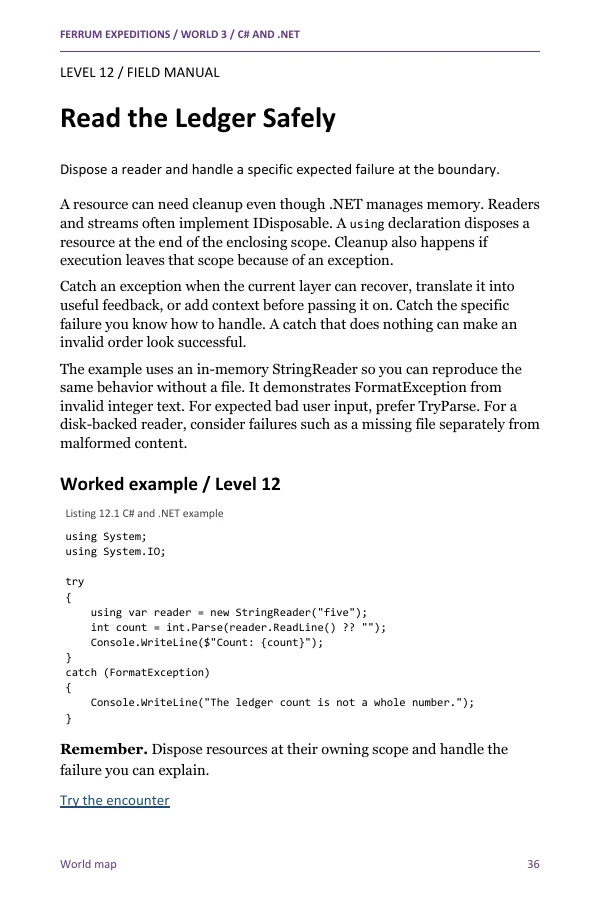 FERRUM EXPEDITIONS / WORLD 3 / C# AND .NET
LEVEL 12 / FIELD MANUAL
Read the Ledger Safely
Dispose a reader and handle a specific expected failure at the boundary.
A resource can need cleanup even though .NET manages memory. Readers
and streams often implement IDisposable. A using declaration disposes a
resource at the end of the enclosing scope. Cleanup also happens if
execution leaves that scope because of an exception.
Catch an exception when the current layer can recover, translate it into
useful feedback, or add context before passing it on. Catch the specific
failure you know how to handle. A catch that does nothing can make an
invalid order look successful.
The example uses an in-memory StringReader so you can reproduce the
same behavior without a file. It demonstrates FormatException from
invalid integer text. For expected bad user input, prefer TryParse. For a
disk-backed reader, consider failures such as a missing file separately from
malformed content.
Worked example / Level 12
Listing 12.1 C# and .NET example
using System;
using System.IO;

try
{
    using var reader = new StringReader("five");
    int count = int.Parse(reader.ReadLine() ?? "");
    Console.WriteLine($"Count: {count}");
}
catch (FormatException)
{
    Console.WriteLine("The ledger count is not a whole number.");
}
Remember. Dispose resources at their owning scope and handle the
failure you can explain.
Try the encounter
World map 36